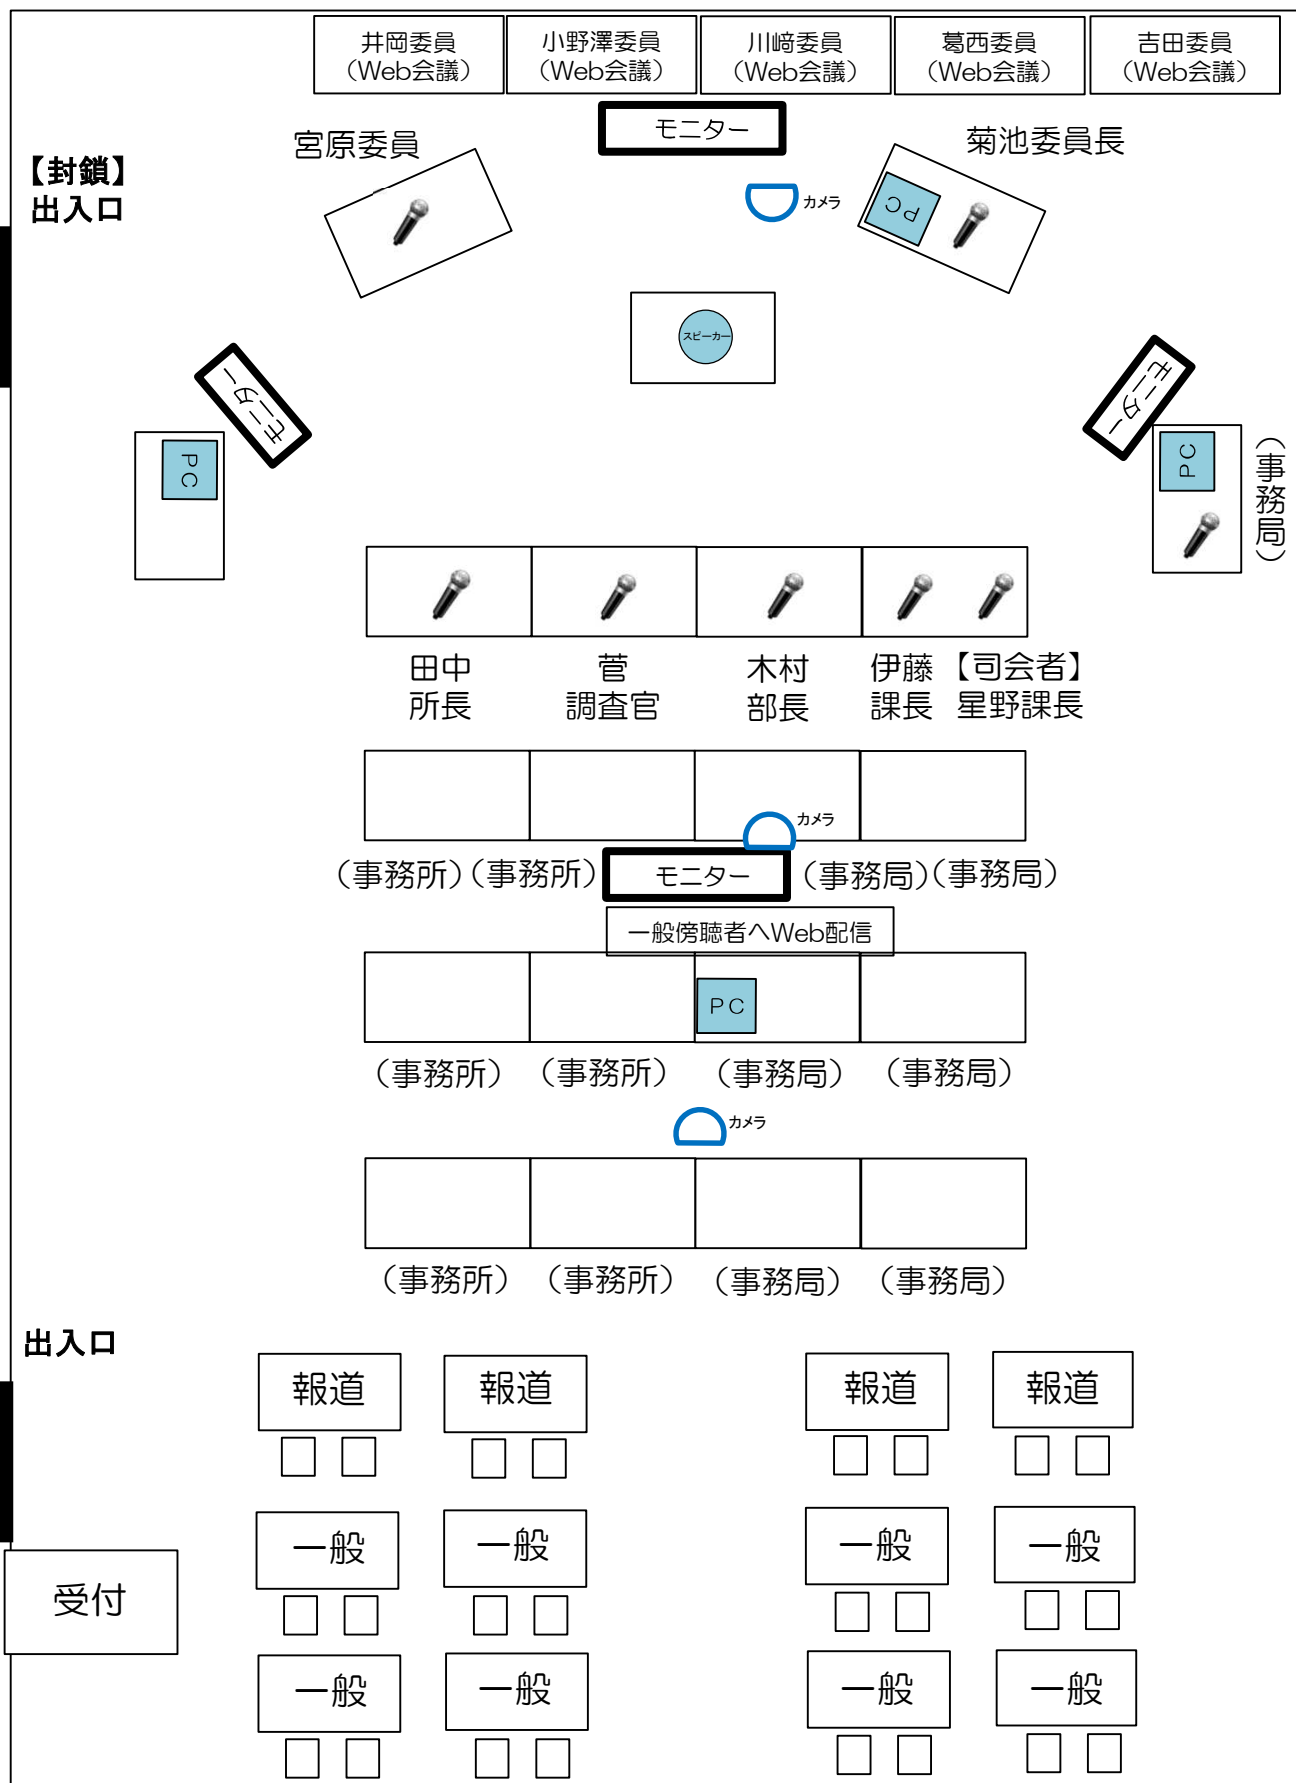 井岡委員
（Web会議）
小野澤委員
（Web会議）
川﨑委員
（Web会議）
葛西委員
（Web会議）
吉田委員
（Web会議）
モニター
宮原委員
菊池委員長
【封鎖】
出入口
カメラ
PC
スピーカー
モニター
モニター
PC
PC
（事務局）
田中
所長
菅
調査官
木村
部長
伊藤
課長
【司会者】
星野課長
カメラ
（事務所）
（事務所）
モニター
（事務局）
（事務局）
一般傍聴者へWeb配信
PC
（事務所）
（事務所）
（事務局）
（事務局）
カメラ
（事務所）
（事務所）
（事務局）
（事務局）
出入口
報道
報道
報道
報道
一般
一般
一般
一般
受付
一般
一般
一般
一般